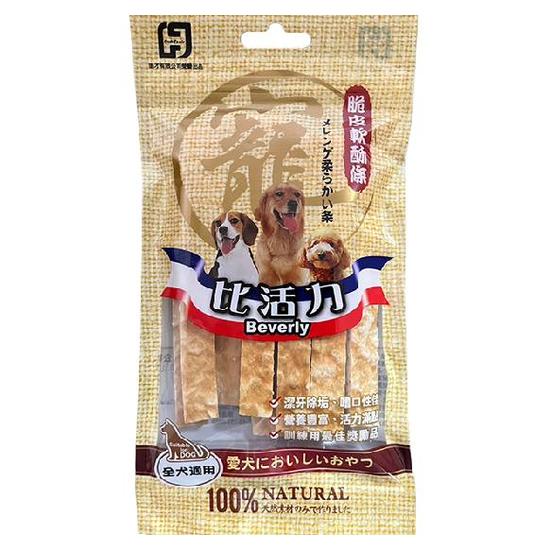 寵
脆皮軟酥條
メレンゲ柔らかい条
比活力
Beverly
潔牙除垢、嗜口性佳
營養豐富、活力滿點
訓練用最佳獎勵品
Suitable
DOG
全犬適用
愛犬においしいおやつ
100% NATURAL
天然素材のみで作りました